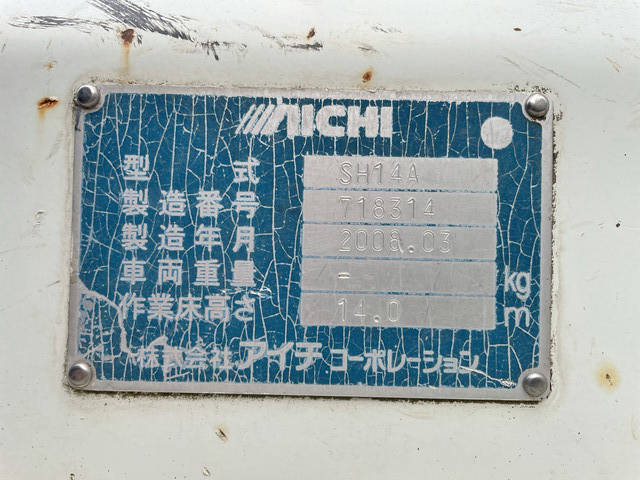 AICHI
型式 SH14A
製造番号 718314
製造年月 2006.03
車両重量 - kg
作業床高さ 14.0 m
株式会社 アイチ コーポレーション